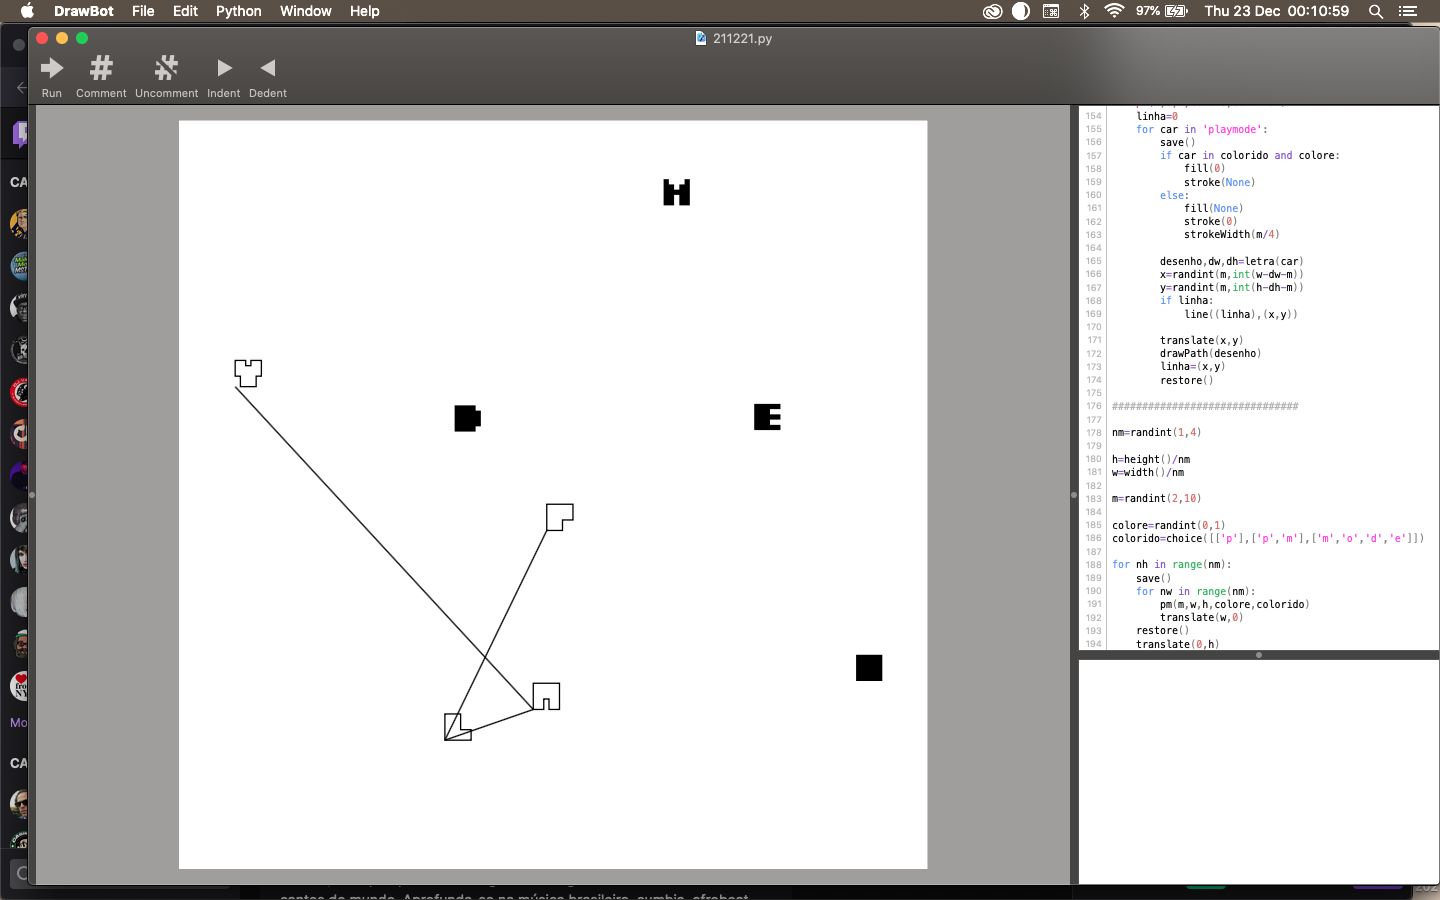 DrawBot File Edit Python Window Help 97% Thu 23 Dec 00:10:59
211221.py
Run Comment Uncomment Indent Dedent
154 linha=0
155 for car in 'playmode':
156 save()
157 if car in colorido and colore:
158 fill(0)
159 stroke(None)
160 else:
161 fill(None)
162 stroke(0)
163 strokeWidth(m/4)
164
165 desenho,dw,dh=letra(car)
166 x=randint(m,int(w-dw-m))
167 y=randint(m,int(h-dh-m))
168 if linha:
169 line((linha),(x,y))
170
171 translate(x,y)
172 drawPath(desenho)
173 linha=(x,y)
174 restore()
175
176 ###############################
177
178 nm=randint(1,4)
179
180 h=height()/nm
181 w=width()/nm
182
183 m=randint(2,10)
184
185 colore=randint(0,1)
186 colorido=choice([['p'],['p','m'],['m','o','d','e']])
187
188 for nh in range(nm):
189 save()
190 for nw in range(nm):
191 pm(m,w,h,colore,colorido)
192 translate(w,0)
193 restore()
194 translate(0,h)
CA
Mo
CA